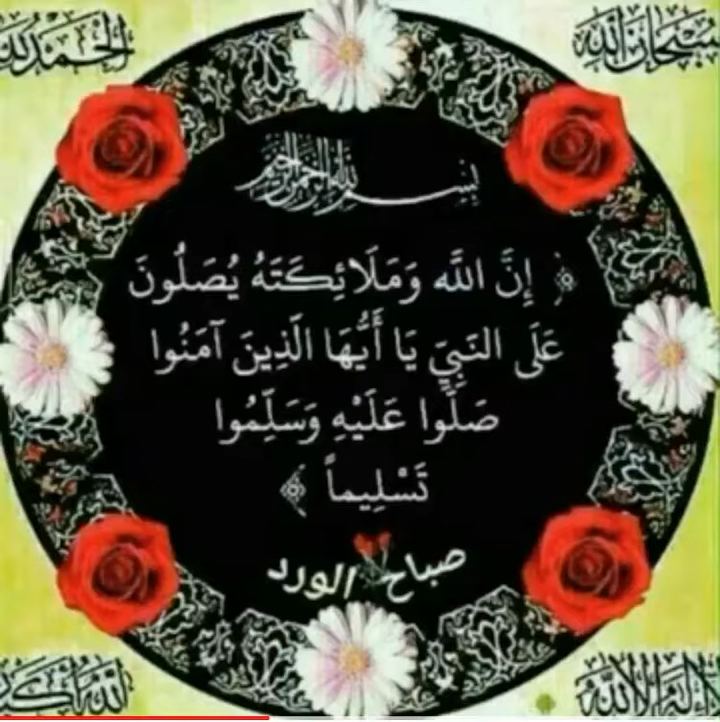 سبحان الله
الحمد لله
بسم الله الرحمن الرحيم
﴿ إِنَّ اللَّه وَمَلَائِكَتَهُ يُصَلُّونَ
عَلَى النَبِيِّ يَا أَيُّهَا الَّذِينَ آمَنُوا
صَلُّوا عَلَيْهِ وَسَلِّمُوا
تَسْلِيماً ﴾
صباح الورد
لا إله إلا الله
الله أكبر